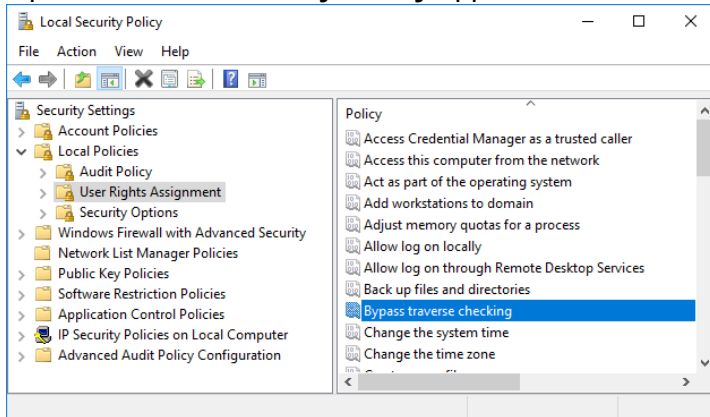 Local Security Policy
File Action View Help
Security Settings
Account Policies
Local Policies
Audit Policy
User Rights Assignment
Security Options
Windows Firewall with Advanced Security
Network List Manager Policies
Public Key Policies
Software Restriction Policies
Application Control Policies
IP Security Policies on Local Computer
Advanced Audit Policy Configuration
Policy
Access Credential Manager as a trusted caller
Access this computer from the network
Act as part of the operating system
Add workstations to domain
Adjust memory quotas for a process
Allow log on locally
Allow log on through Remote Desktop Services
Back up files and directories
Bypass traverse checking
Change the system time
Change the time zone